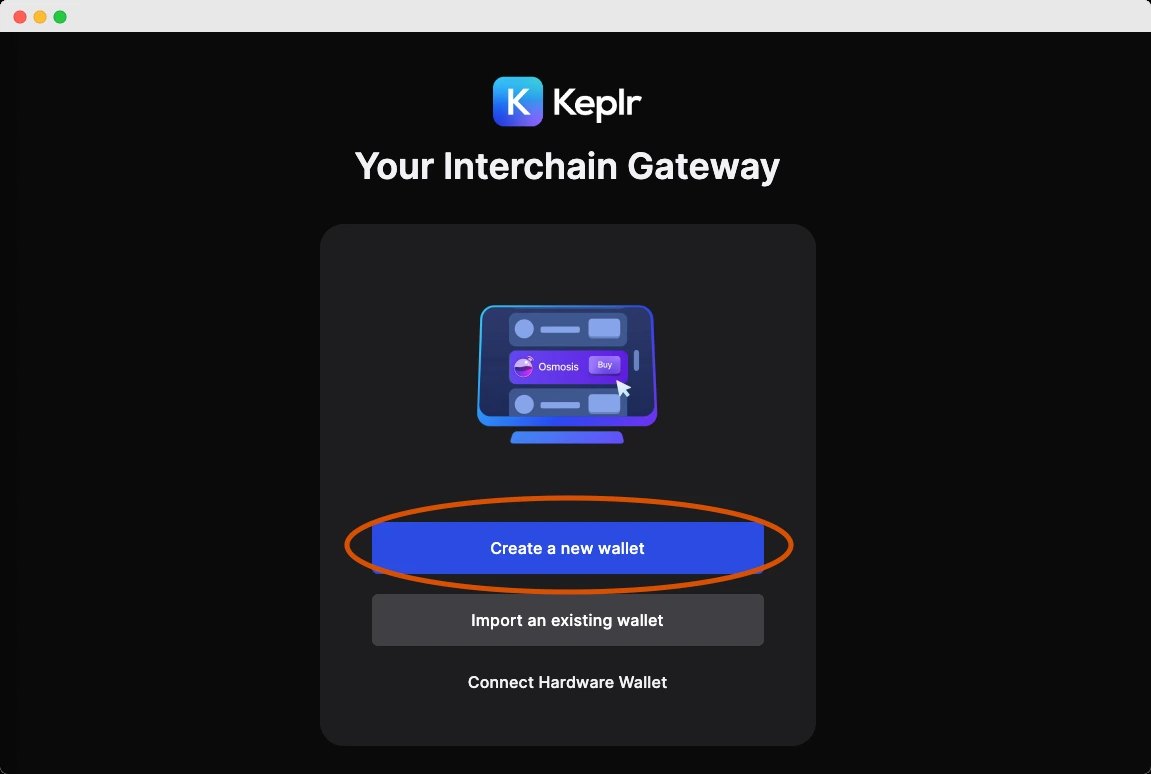 K Keplr
Your Interchain Gateway
Osmosis Buy
Create a new wallet
Import an existing wallet
Connect Hardware Wallet